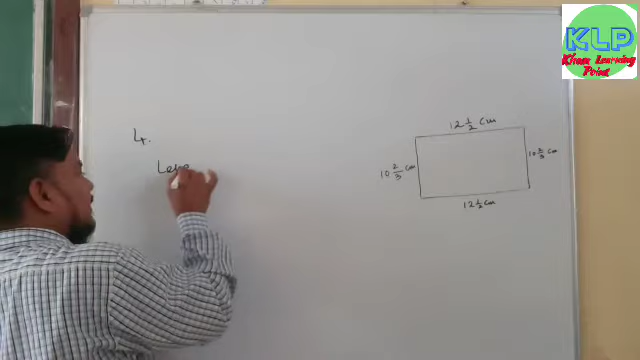 KLP
Khan Learning
Point
12 1/2 cm
4.
10 2/3 cm
10 2/3 cm
12 1/2 cm